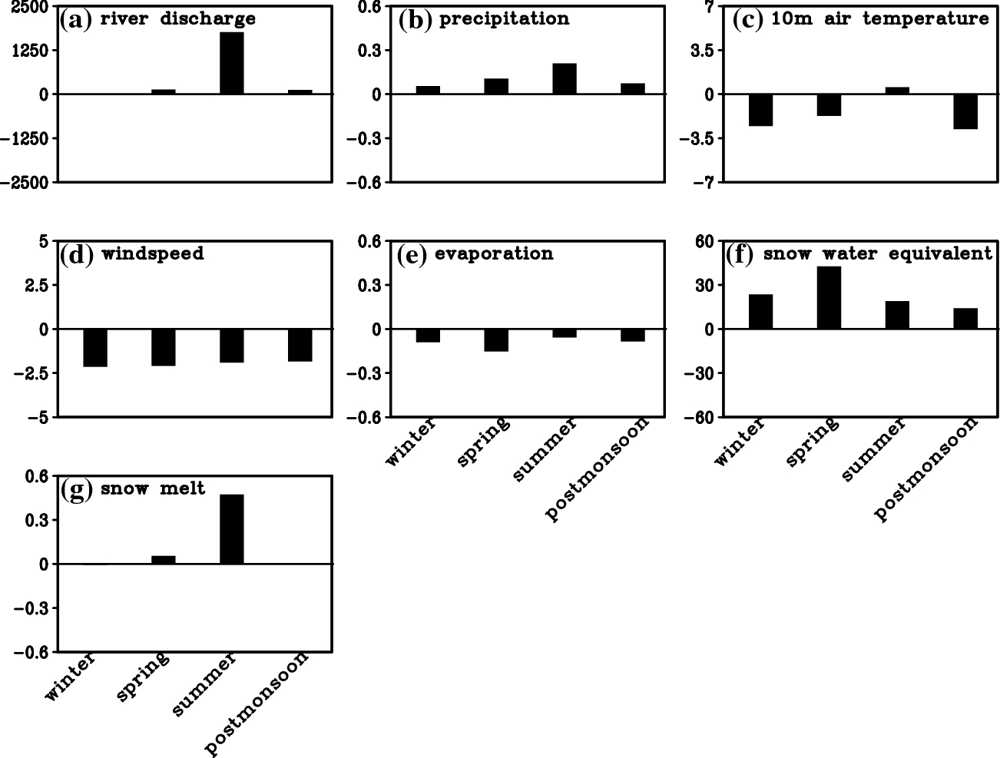 (a) river discharge
2500
1250
0
-1250
-2500
(b) precipitation
0.6
0.3
0
-0.3
-0.6
(c) 10m air temperature
7
3.5
0
-3.5
-7
(d) windspeed
5
2.5
0
-2.5
-5
(e) evaporation
0.6
0.3
0
-0.3
-0.6
winter
spring
summer
postmonsoon
(f) snow water equivalent
60
30
0
-30
-60
winter
spring
summer
postmonsoon
(g) snow melt
0.6
0.3
0
-0.3
-0.6
winter
spring
summer
postmonsoon